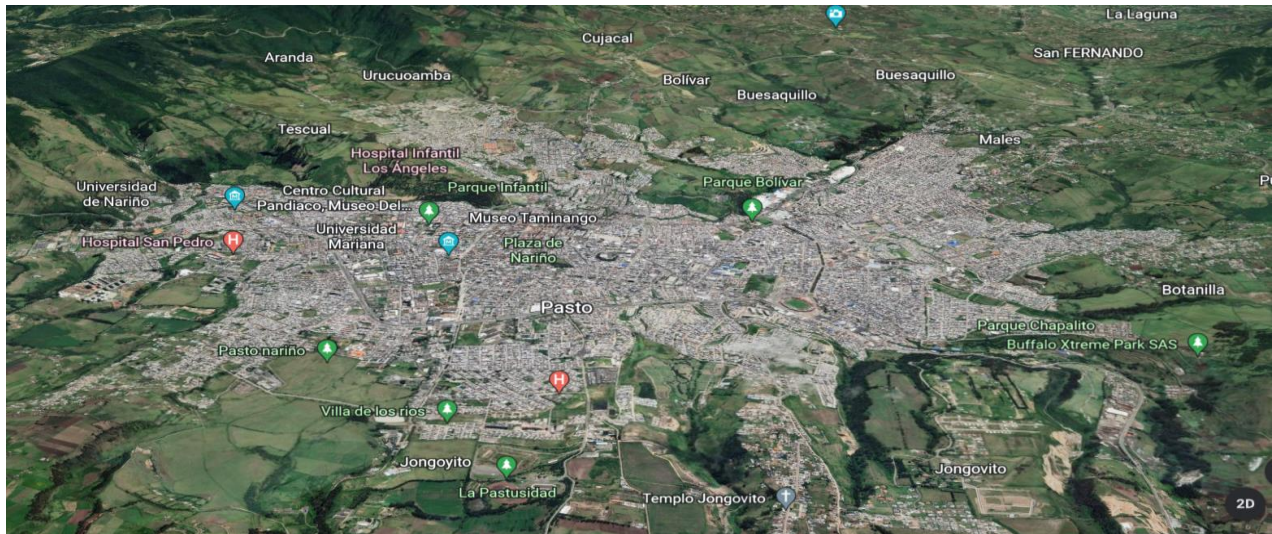 La Laguna
Cujacal
San FERNANDO
Aranda
Urucuoamba
Bolívar
Buesaquillo
Buesaquillo
Tescual
Males
Hospital Infantil
Los Ángeles
Universidad
de Nariño
Centro Cultural
Pandiaco, Museo Del...
Parque Infantil
Parque Bolívar
Museo Taminango
Universidad
Mariana
Hospital San Pedro
H
Plaza de
Nariño
Botanilla
Pasto
Parque Chapalito
Buffalo Xtreme Park SAS
Pasto nariño
H
Villa de los rios
Jongoyito
La Pastusidad
Jongovito
Templo Jongovito
2D